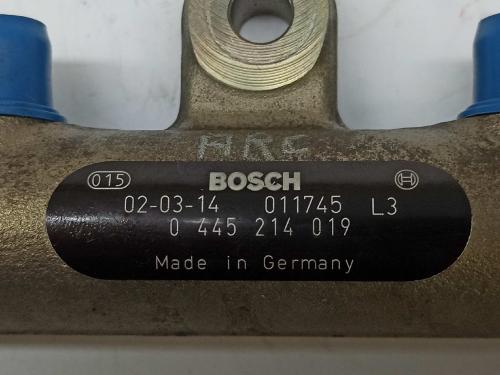 015 BOSCH
02-03-14 011745 L3
0 445 214 019
Made in Germany